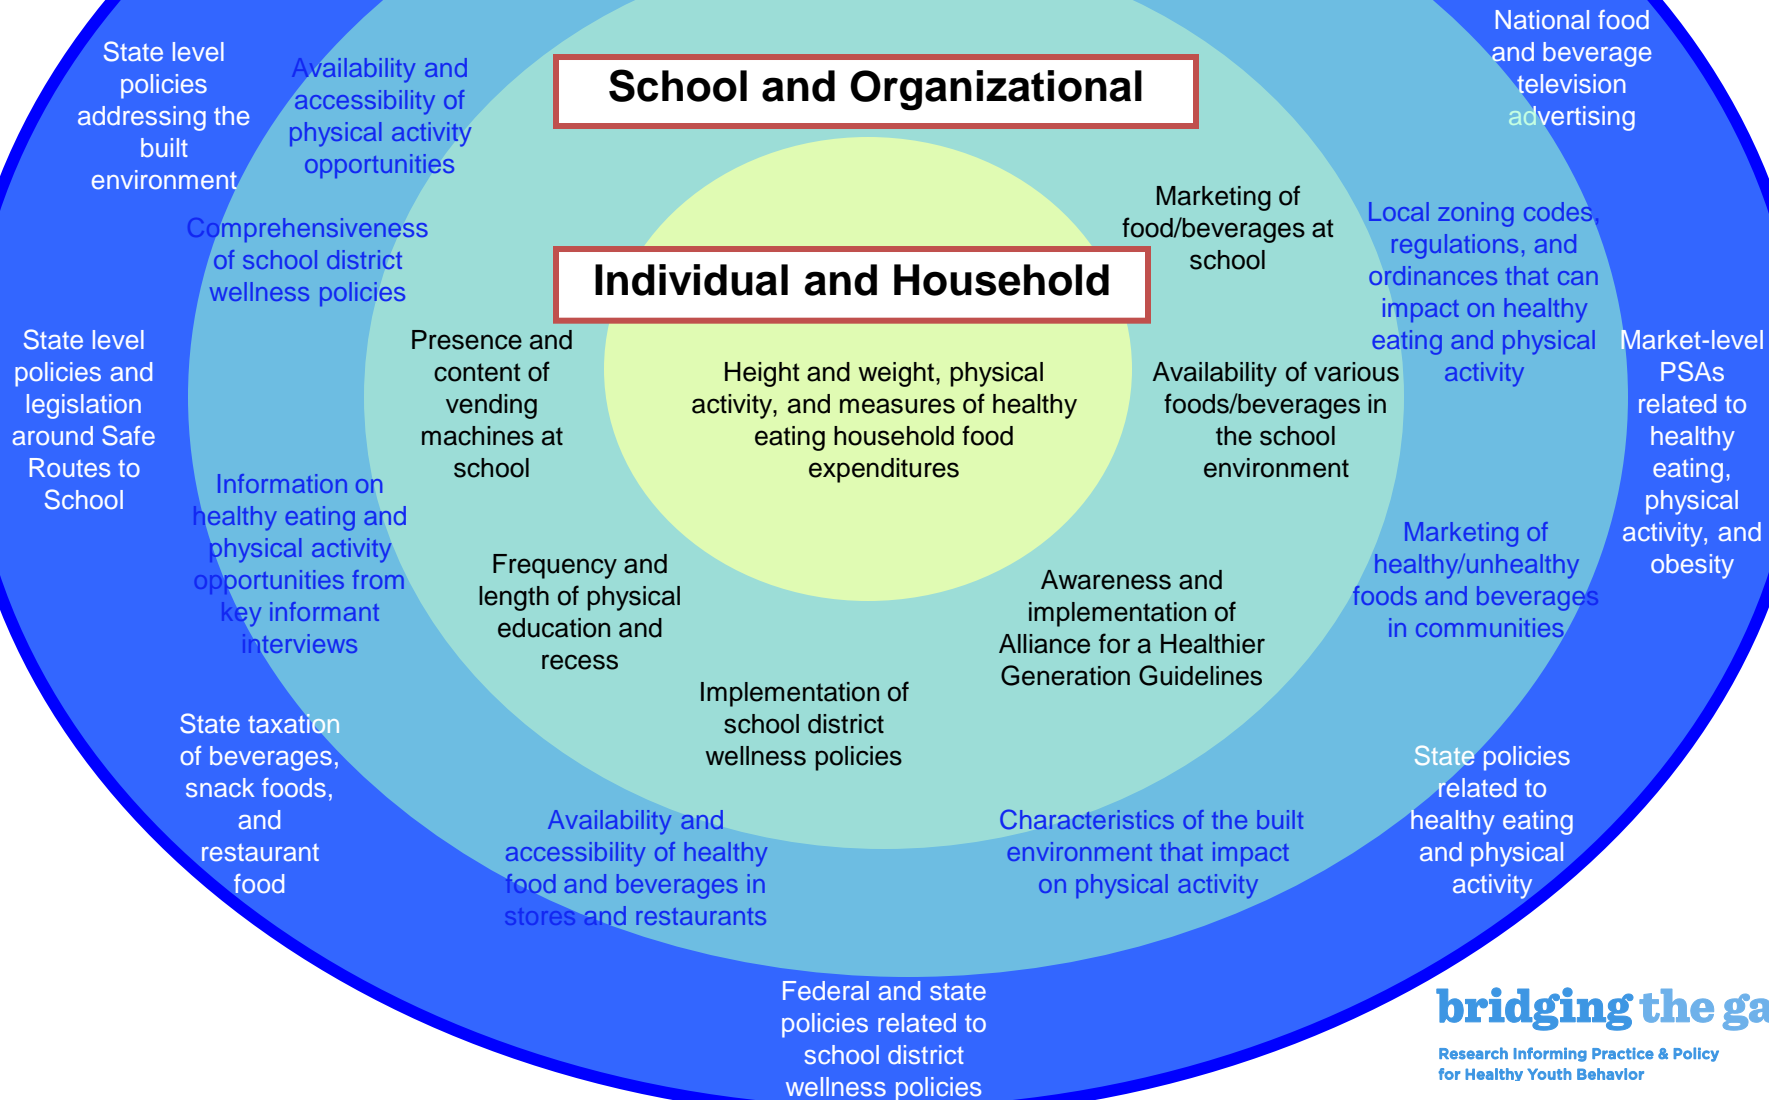 National food
and beverage
television
advertising
State level
policies
addressing the
built
environment
Availability and
accessibility of
physical activity
opportunities
School and Organizational
Marketing of
food/beverages at
school
Local zoning codes,
regulations, and
ordinances that can
impact on healthy
eating and physical
activity
Comprehensiveness
of school district
wellness policies
Individual and Household
State level
policies and
legislation
around Safe
Routes to
School
Presence and
content of
vending
machines at
school
Height and weight, physical
activity, and measures of healthy
eating household food
expenditures
Availability of various
foods/beverages in
the school
environment
Market-level
PSAs
related to
healthy
eating,
physical
activity, and
obesity
Information on
healthy eating and
physical activity
opportunities from
key informant
interviews
Frequency and
length of physical
education and
recess
Awareness and
implementation of
Alliance for a Healthier
Generation Guidelines
Marketing of
healthy/unhealthy
foods and beverages
in communities
Implementation of
school district
wellness policies
State taxation
of beverages,
snack foods,
and
restaurant
food
Availability and
accessibility of healthy
food and beverages in
stores and restaurants
Characteristics of the built
environment that impact
on physical activity
State policies
related to
healthy eating
and physical
activity
Federal and state
policies related to
school district
wellness policies
bridging the ga
Research Informing Practice & Policy
for Healthy Youth Behavior